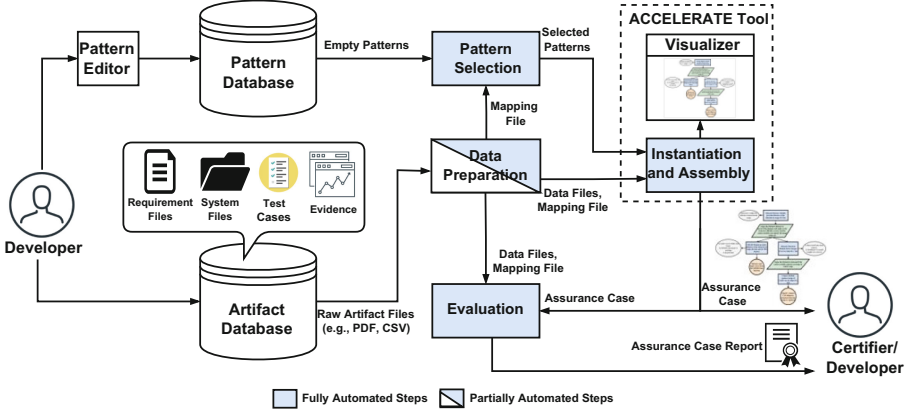 ACCELERATE Tool
Visualizer
Pattern
Editor
Pattern
Database
Empty Patterns
Pattern
Selection
Selected
Patterns
Mapping
File
Instantiation
and Assembly
Data
Preparation
Data Files,
Mapping File
Requirement
Files
System
Files
Test
Cases
Evidence
Developer
Data Files,
Mapping File
Artifact
Database
Raw Artifact Files
(e.g., PDF, CSV)
Evaluation
Assurance Case
Assurance
Case
Assurance Case Report
Certifier/
Developer
Fully Automated Steps
Partially Automated Steps